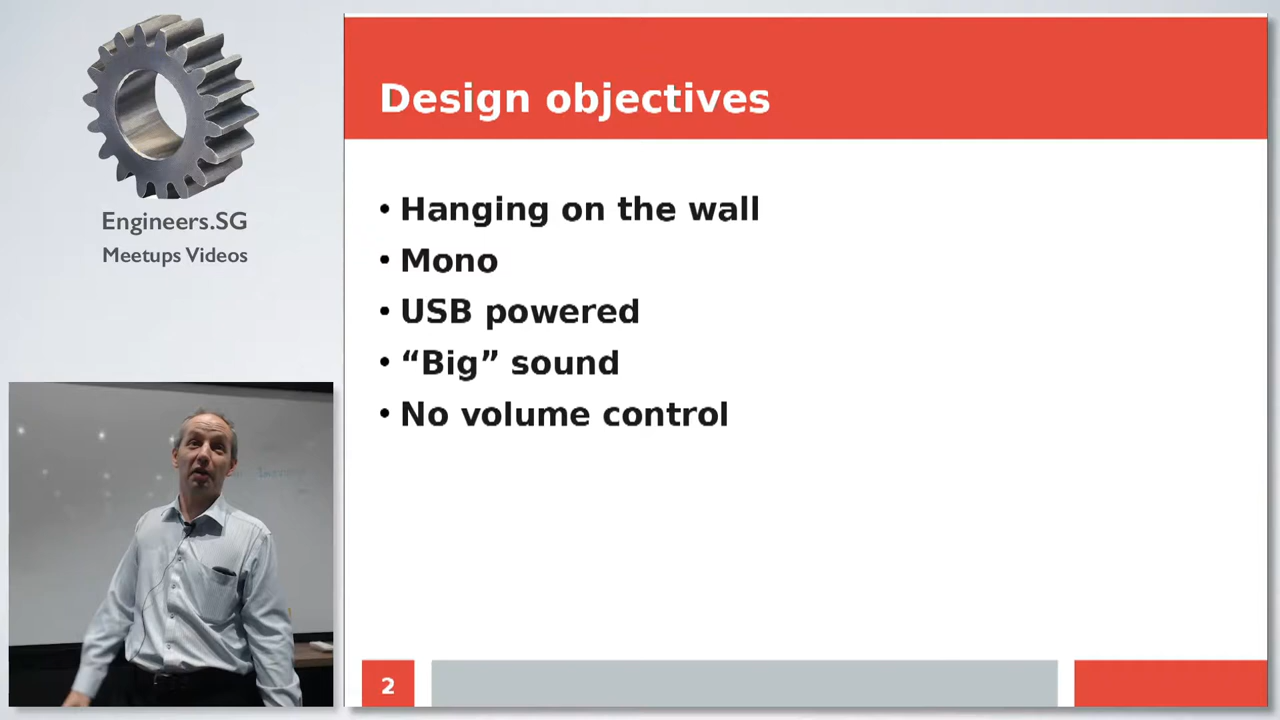 Engineers.SG
Meetups Videos
Design objectives
• Hanging on the wall
• Mono
• USB powered
• “Big” sound
• No volume control
2